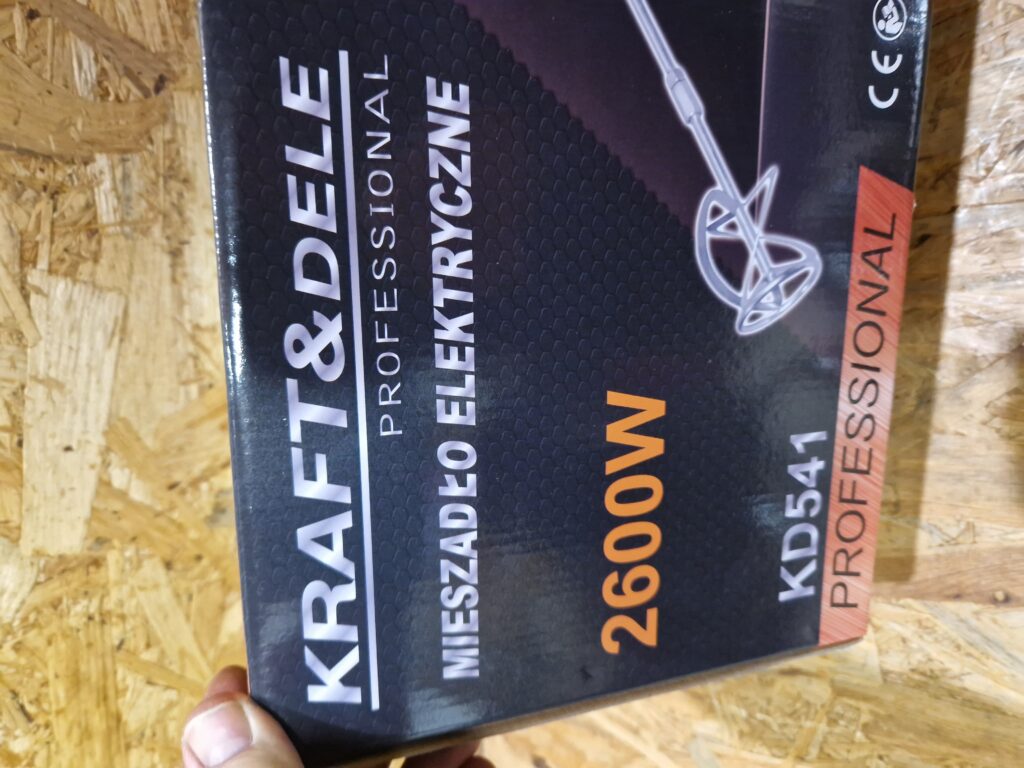 KRAFT&DELE
PROFESSIONAL
MIESZADŁO ELEKTRYCZNE
2600W
KD541
PROFESSIONAL
CE